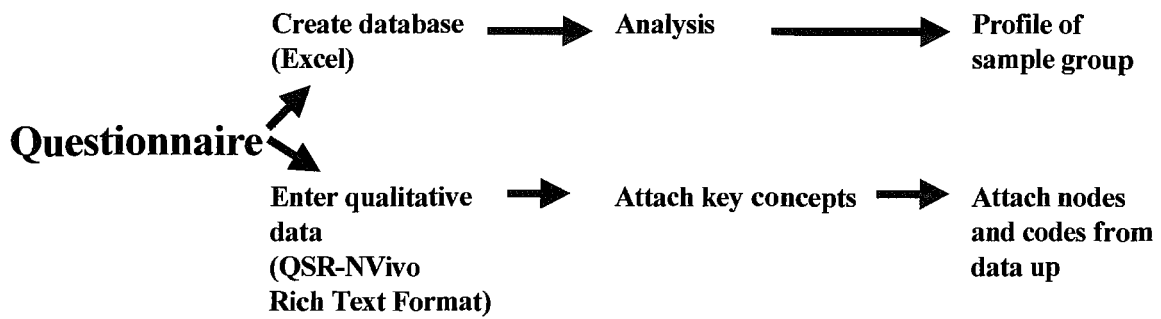 Create database
(Excel)
Analysis
Profile of
sample group
Questionnaire
Enter qualitative
data
(QSR-NVivo
Rich Text Format)
Attach key concepts
Attach nodes
and codes from
data up